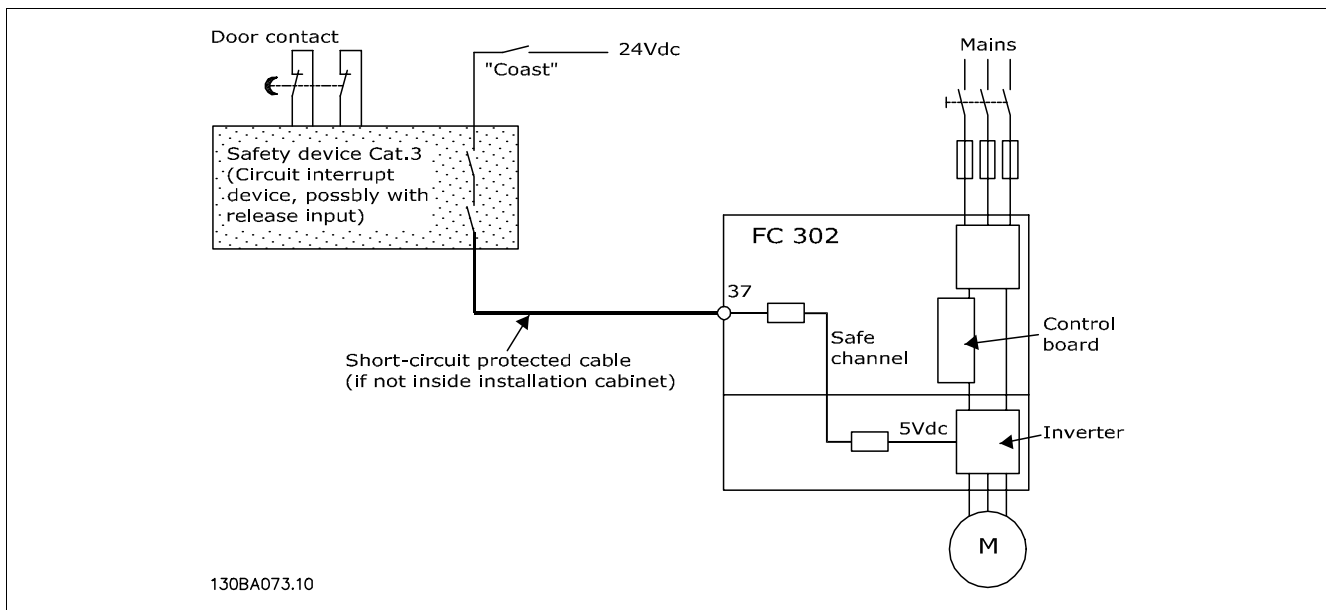 Door contact
24Vdc
"Coast"
Mains
Safety device Cat.3
(Circuit interrupt
device, possbly with
release input)
FC 302
37
Safe
channel
Control
board
Short-circuit protected cable
(if not inside installation cabinet)
5Vdc
Inverter
M
130BA073.10